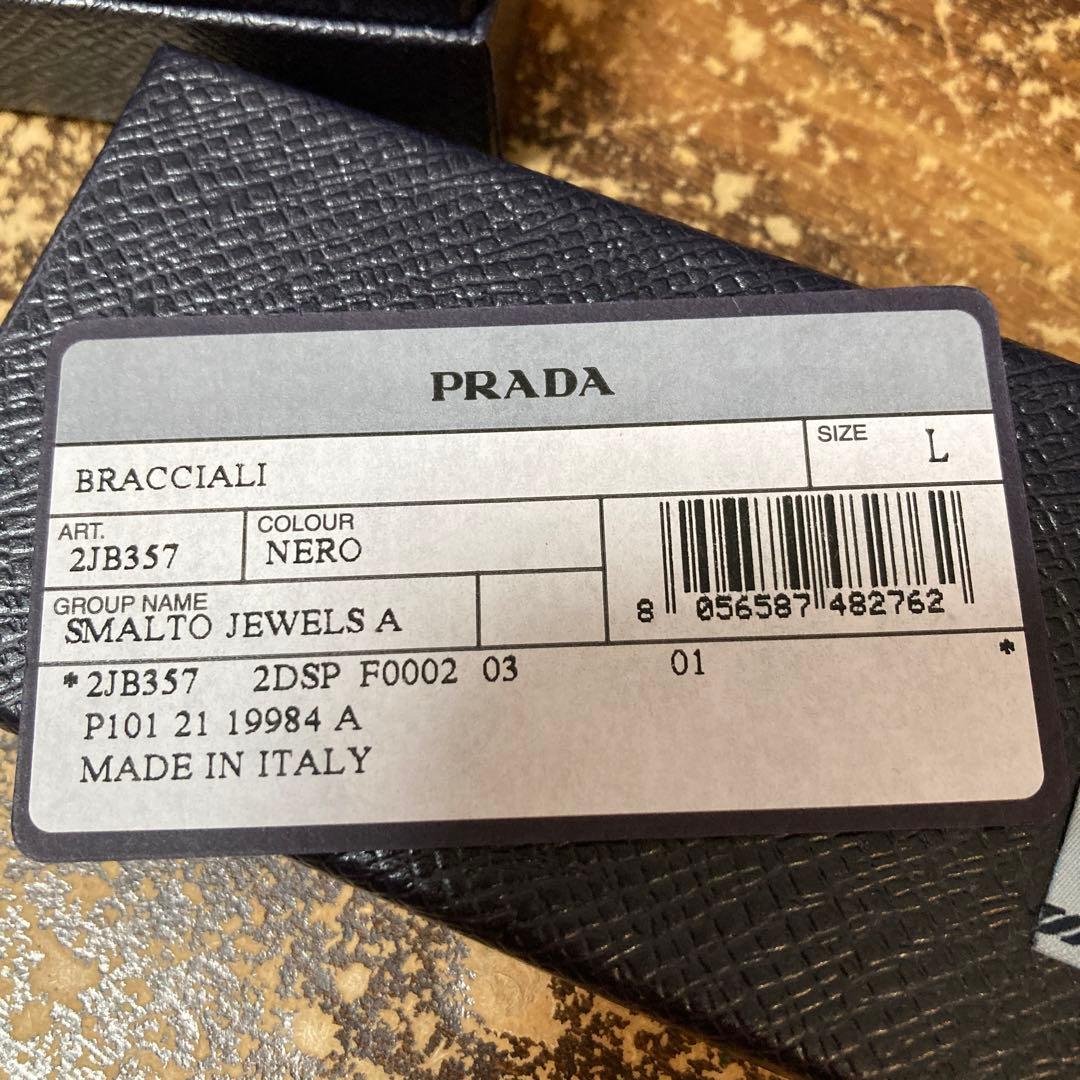 PRADA
BRACCIALI
SIZE L
ART.
2JB357
COLOUR
NERO
GROUP NAME
SMALTO JEWELS A
8 056587 482762
*2JB357 2DSP F0002 03 01 *
P101 21 19984 A
MADE IN ITALY